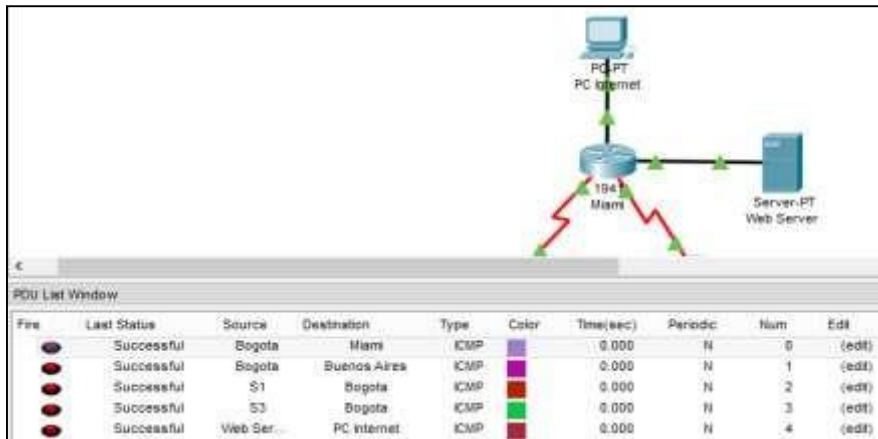 PC-PT
PC Internet
194
Miami
Server-PT
Web Server
PDU List Window
Fire Last Status Source Destination Type Color Time(sec) Periodic Num Edit
Successful Bogota Miami ICMP 0.000 N 0 (edit)
Successful Bogota Buenos Aires ICMP 0.000 N 1 (edit)
Successful S1 Bogota ICMP 0.000 N 2 (edit)
Successful S3 Bogota ICMP 0.000 N 3 (edit)
Successful Web Ser... PC Internet ICMP 0.000 N 4 (edit)